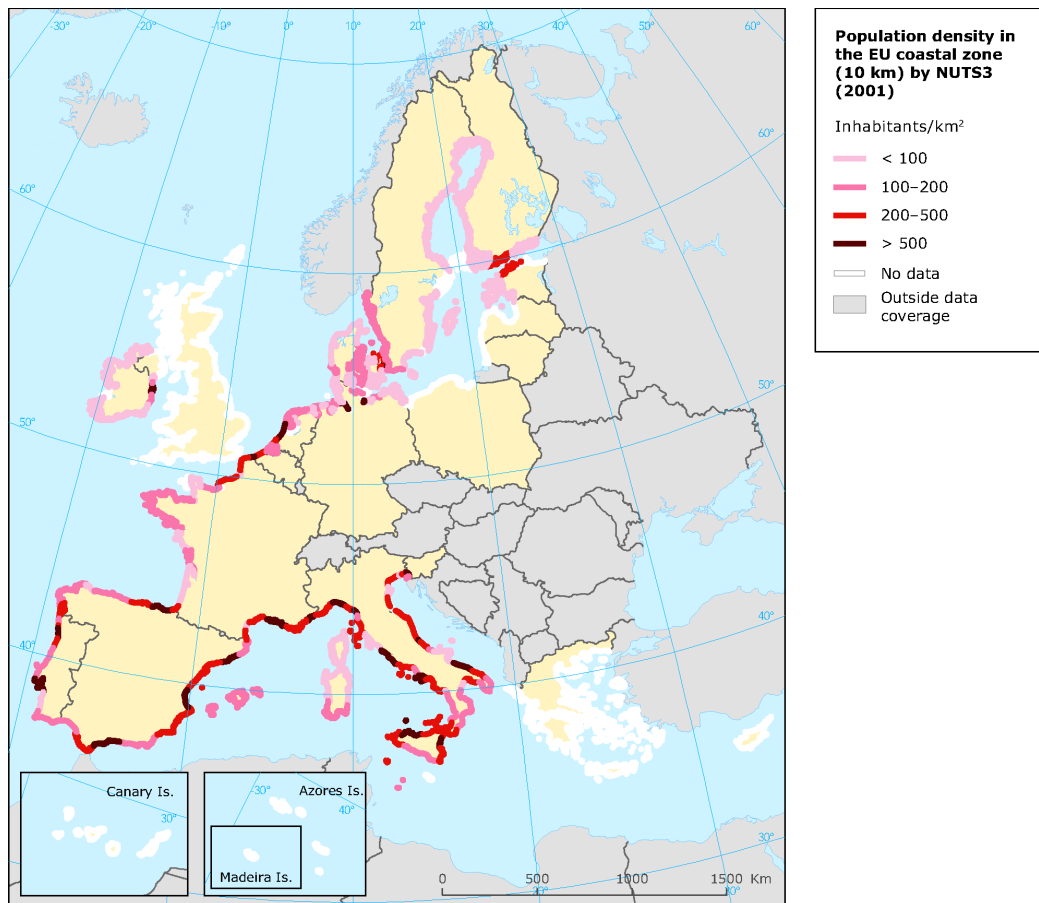 -30°
-20°
-10°
0°
10°
20°
30°
40°
50°
60°
60°
60°
50°
50°
40°
40°
30°
Canary Is.
30°
-30°
Azores Is.
40°
Madeira Is.
0 500 1000 1500 Km
Population density in
the EU coastal zone
(10 km) by NUTS3
(2001)
Inhabitants/km²
< 100
100–200
200–500
> 500
No data
Outside data
coverage